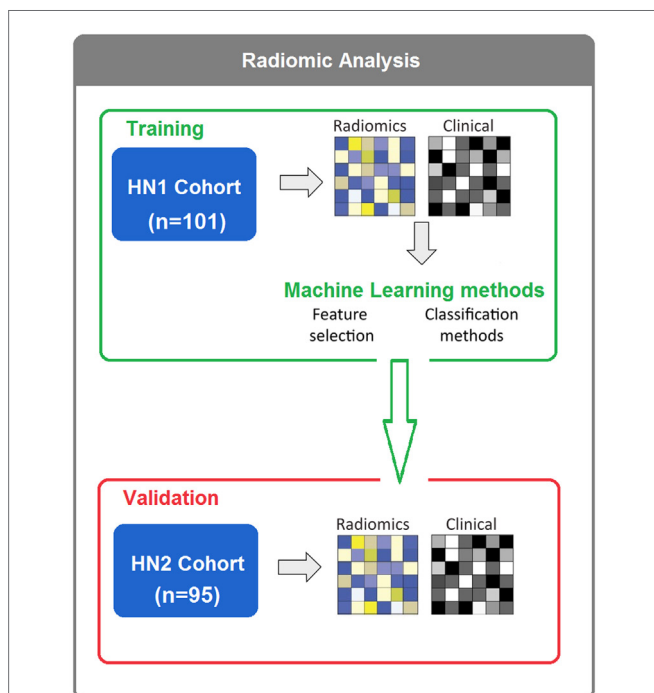 Radiomic Analysis
Training
Radiomics Clinical
HN1 Cohort
(n=101)
Machine Learning methods
Feature Classification
selection methods
Validation
Radiomics Clinical
HN2 Cohort
(n=95)